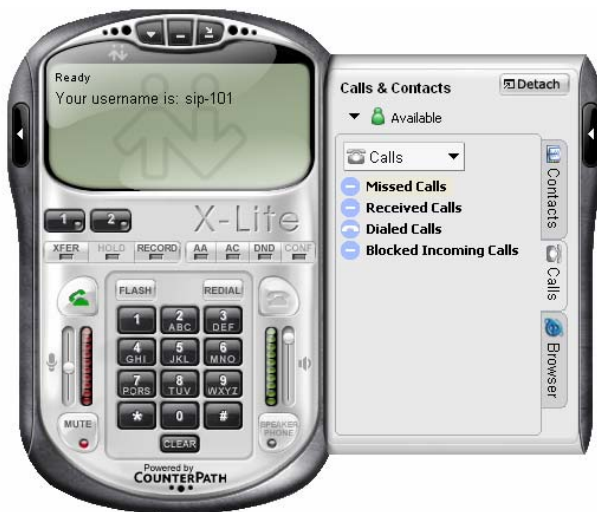 Ready
Your username is: sip-101
1 2
X-Lite
XFER HOLD RECORD AA AC DND CONF
FLASH REDIAL
1 2 3
ABC DEF
4 5 6
GHI JKL MNO
7 8 9
PQRS TUV WXYZ
* 0 #
MUTE
SPEAKER
PHONE
CLEAR
Powered by
COUNTERPATH
Calls & Contacts
Detach
Available
Calls
Missed Calls
Received Calls
Dialed Calls
Blocked Incoming Calls
Contacts
Calls
Browser